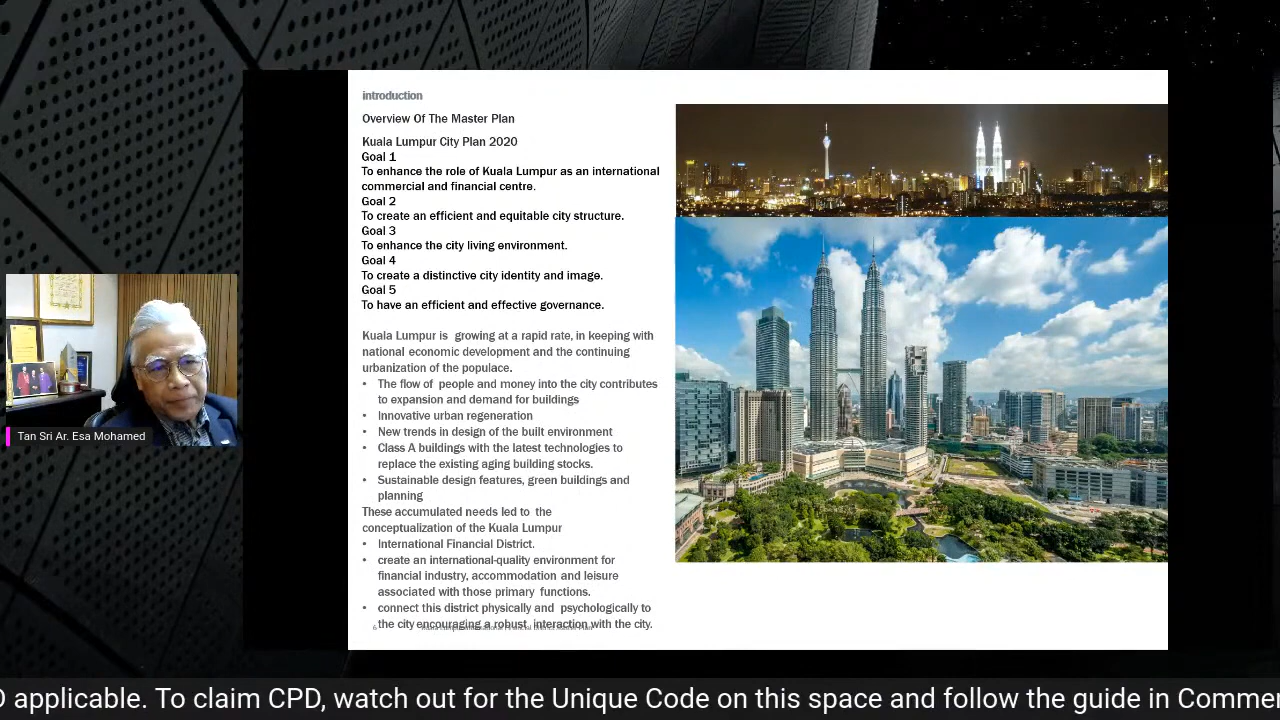 introduction
Overview Of The Master Plan
Kuala Lumpur City Plan 2020
Goal 1
To enhance the role of Kuala Lumpur as an international
commercial and financial centre.
Goal 2
To create an efficient and equitable city structure.
Goal 3
To enhance the city living environment.
Goal 4
To create a distinctive city identity and image.
Goal 5
To have an efficient and effective governance.
Kuala Lumpur is growing at a rapid rate, in keeping with
national economic development and the continuing
urbanization of the populace.
• The flow of people and money into the city contributes
to expansion and demand for buildings
• Innovative urban regeneration
• New trends in design of the built environment
• Class A buildings with the latest technologies to
replace the existing aging building stocks.
• Sustainable design features, green buildings and
planning
These accumulated needs led to the
conceptualization of the Kuala Lumpur
• International Financial District.
• create an international-quality environment for
financial industry, accommodation and leisure
associated with those primary functions.
• connect this district physically and psychologically to
the city encouraging a robust interaction with the city.
6
Tan Sri Ar. Esa Mohamed
D applicable. To claim CPD, watch out for the Unique Code on this space and follow the guide in Comme